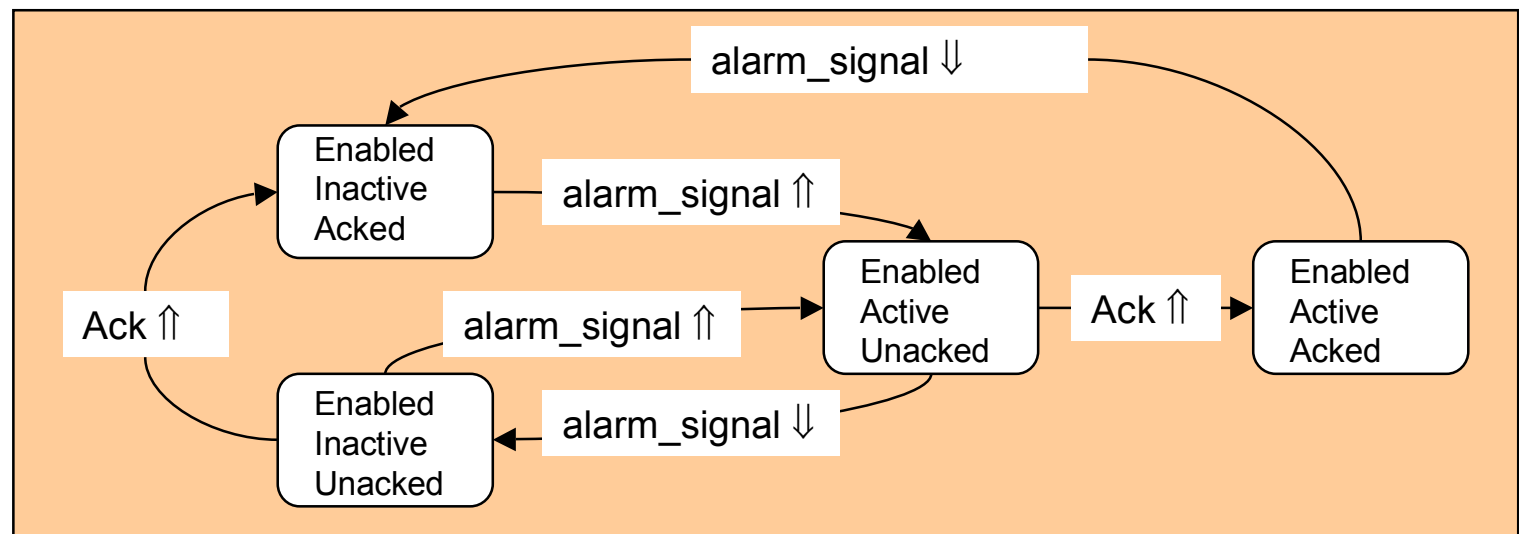 alarm_signal ⇓
Enabled
Inactive
Acked
alarm_signal ⇑
Enabled
Active
Unacked
Ack ⇑
Enabled
Active
Acked
Ack ⇑
alarm_signal ⇑
Enabled
Inactive
Unacked
alarm_signal ⇓